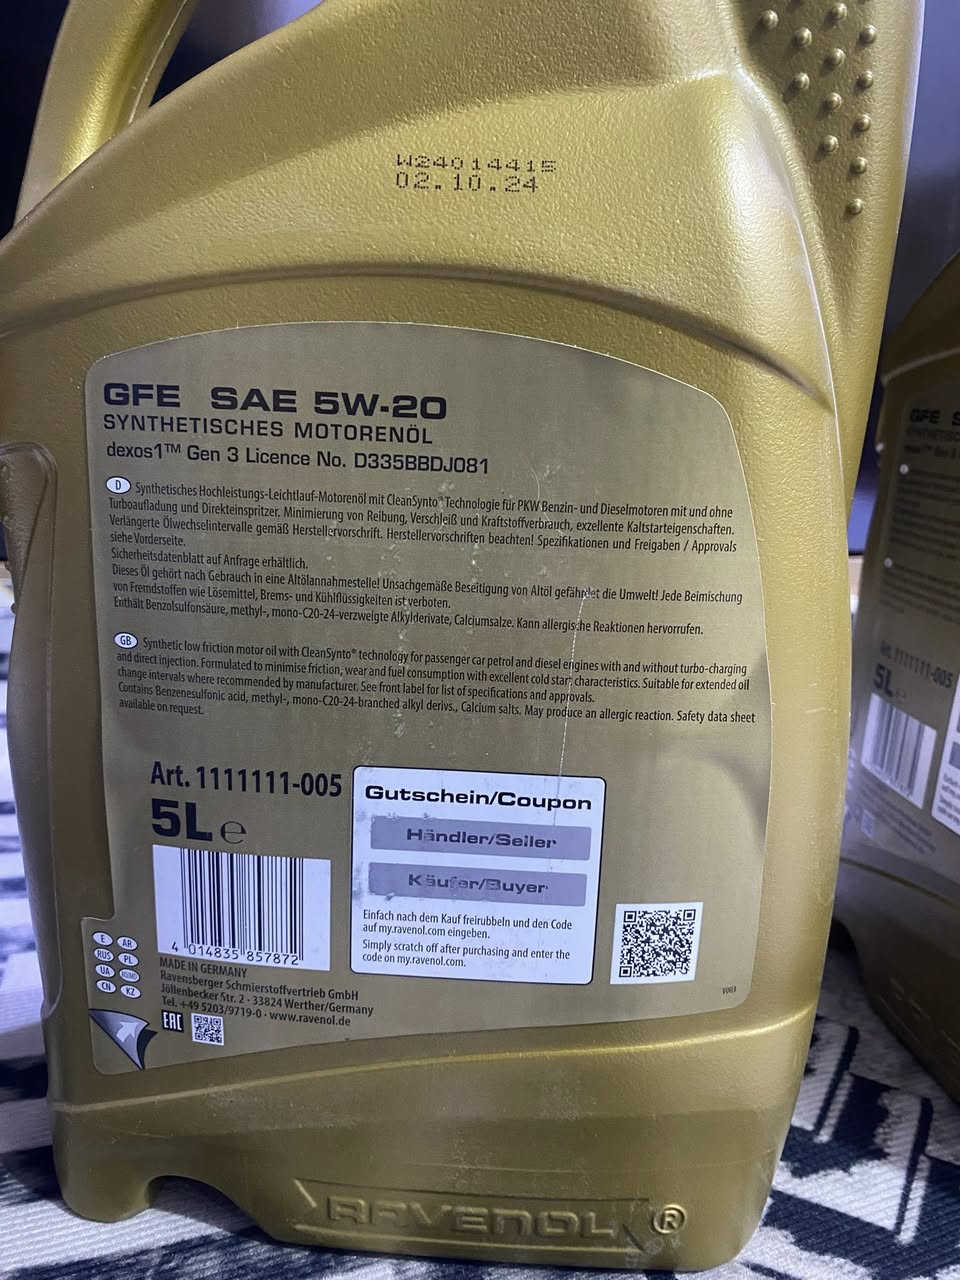 W24014415
02.10.24
GFE SAE 5W-20
SYNTHETISCHES MOTORENÖL
dexos1™ Gen 3 Licence No. D335BBDJ081
D Synthetisches Hochleistungs-Leichtlauf-Motorenöl mit CleanSynto® Technologie für PKW Benzin- und Dieselmotoren mit und ohne
Turboaufladung und Direkteinspritzer. Minimierung von Reibung, Verschleiß und Kraftstoffverbrauch, exzellente Kaltstarteigenschaften.
Verlängerte Ölwechselintervalle gemäß Herstellervorschrift. Herstellervorschriften beachten! Spezifikationen und Freigaben / Approvals
siehe Vorderseite.
Sicherheitsdatenblatt auf Anfrage erhältlich.
Dieses Öl gehört nach Gebrauch in eine Altölannahmestelle! Unsachgemäße Beseitigung von Altöl gefährdet die Umwelt! Jede Beimischung
von Fremdstoffen wie Lösemittel, Brems- und Kühlflüssigkeiten ist verboten.
Enthält Benzolsulfonsäure, methyl-, mono-C20-24-verzweigte Alkylderivate, Calciumsalze. Kann allergische Reaktionen hervorrufen.
GB Synthetic low friction motor oil with CleanSynto® technology for passenger car petrol and diesel engines with and without turbo-charging
and direct injection. Formulated to minimise friction, wear and fuel consumption with excellent cold start characteristics. Suitable for extended oil
change intervals where recommended by manufacturer. See front label for list of specifications and approvals.
Contains Benzenesulfonic acid, methyl-, mono-C20-24-branched alkyl derivs., Calcium salts. May produce an allergic reaction. Safety data sheet
available on request.
Art. 1111111-005
5L e
Gutschein/Coupon
Händler/Seller
Käufer/Buyer
Einfach nach dem Kauf freirubbeln und den Code
auf my.ravenol.com eingeben.
Simply scratch off after purchasing and enter the
code on my.ravenol.com.
4 014835 857872
E AR
RUS PL
UA
CN KZ
MADE IN GERMANY
Ravensberger Schmierstoffvertrieb GmbH
Jöllenbecker Str. 2 · 33824 Werther/Germany
Tel. +49 5203/9719-0 · www.ravenol.de
EAC
RAVENOL ®
GFE S
dexos1™ Gen 3
Art. 1111111-005
5L